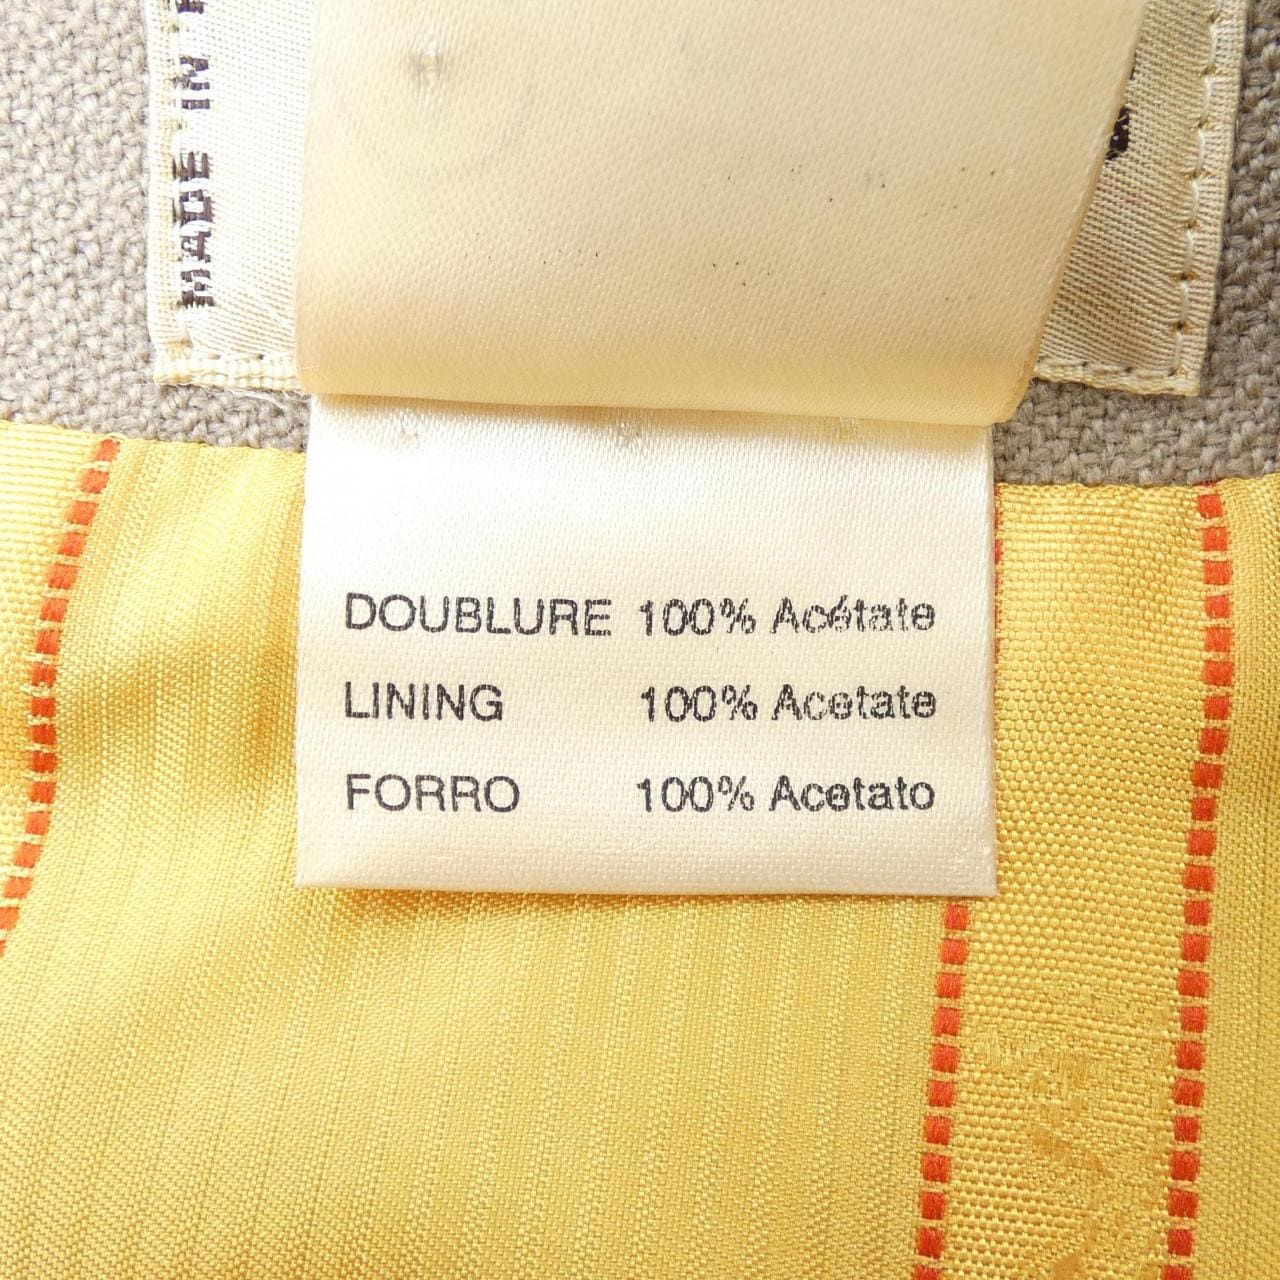 MADE IN
DOUBLURE 100% Acétate
LINING 100% Acetate
FORRO 100% Acetato